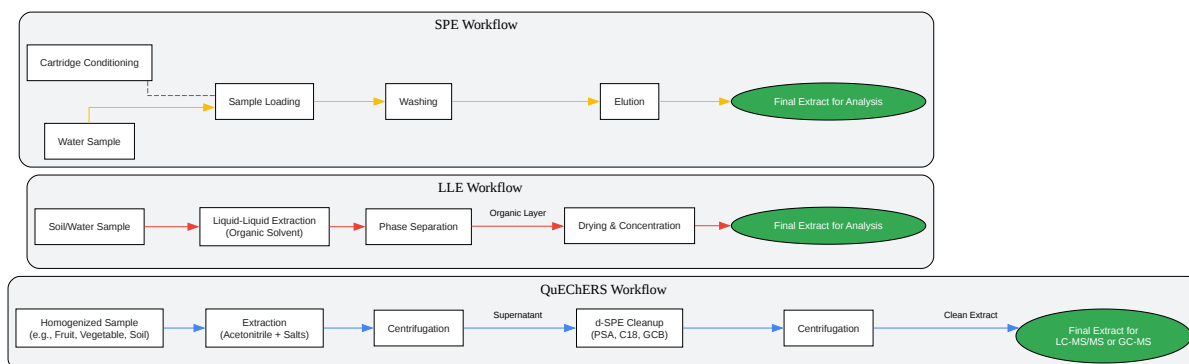 SPE Workflow
Cartridge Conditioning
Sample Loading
Washing
Elution
Final Extract for Analysis
Water Sample
LLE Workflow
Soil/Water Sample
Liquid-Liquid Extraction
(Organic Solvent)
Phase Separation
Organic Layer
Drying & Concentration
Final Extract for Analysis
QuEChERS Workflow
Homogenized Sample
(e.g., Fruit, Vegetable, Soil)
Extraction
(Acetonitrile + Salts)
Centrifugation
Supernatant
d-SPE Cleanup
(PSA, C18, GCB)
Centrifugation
Clean Extract
Final Extract for
LC-MS/MS or GC-MS